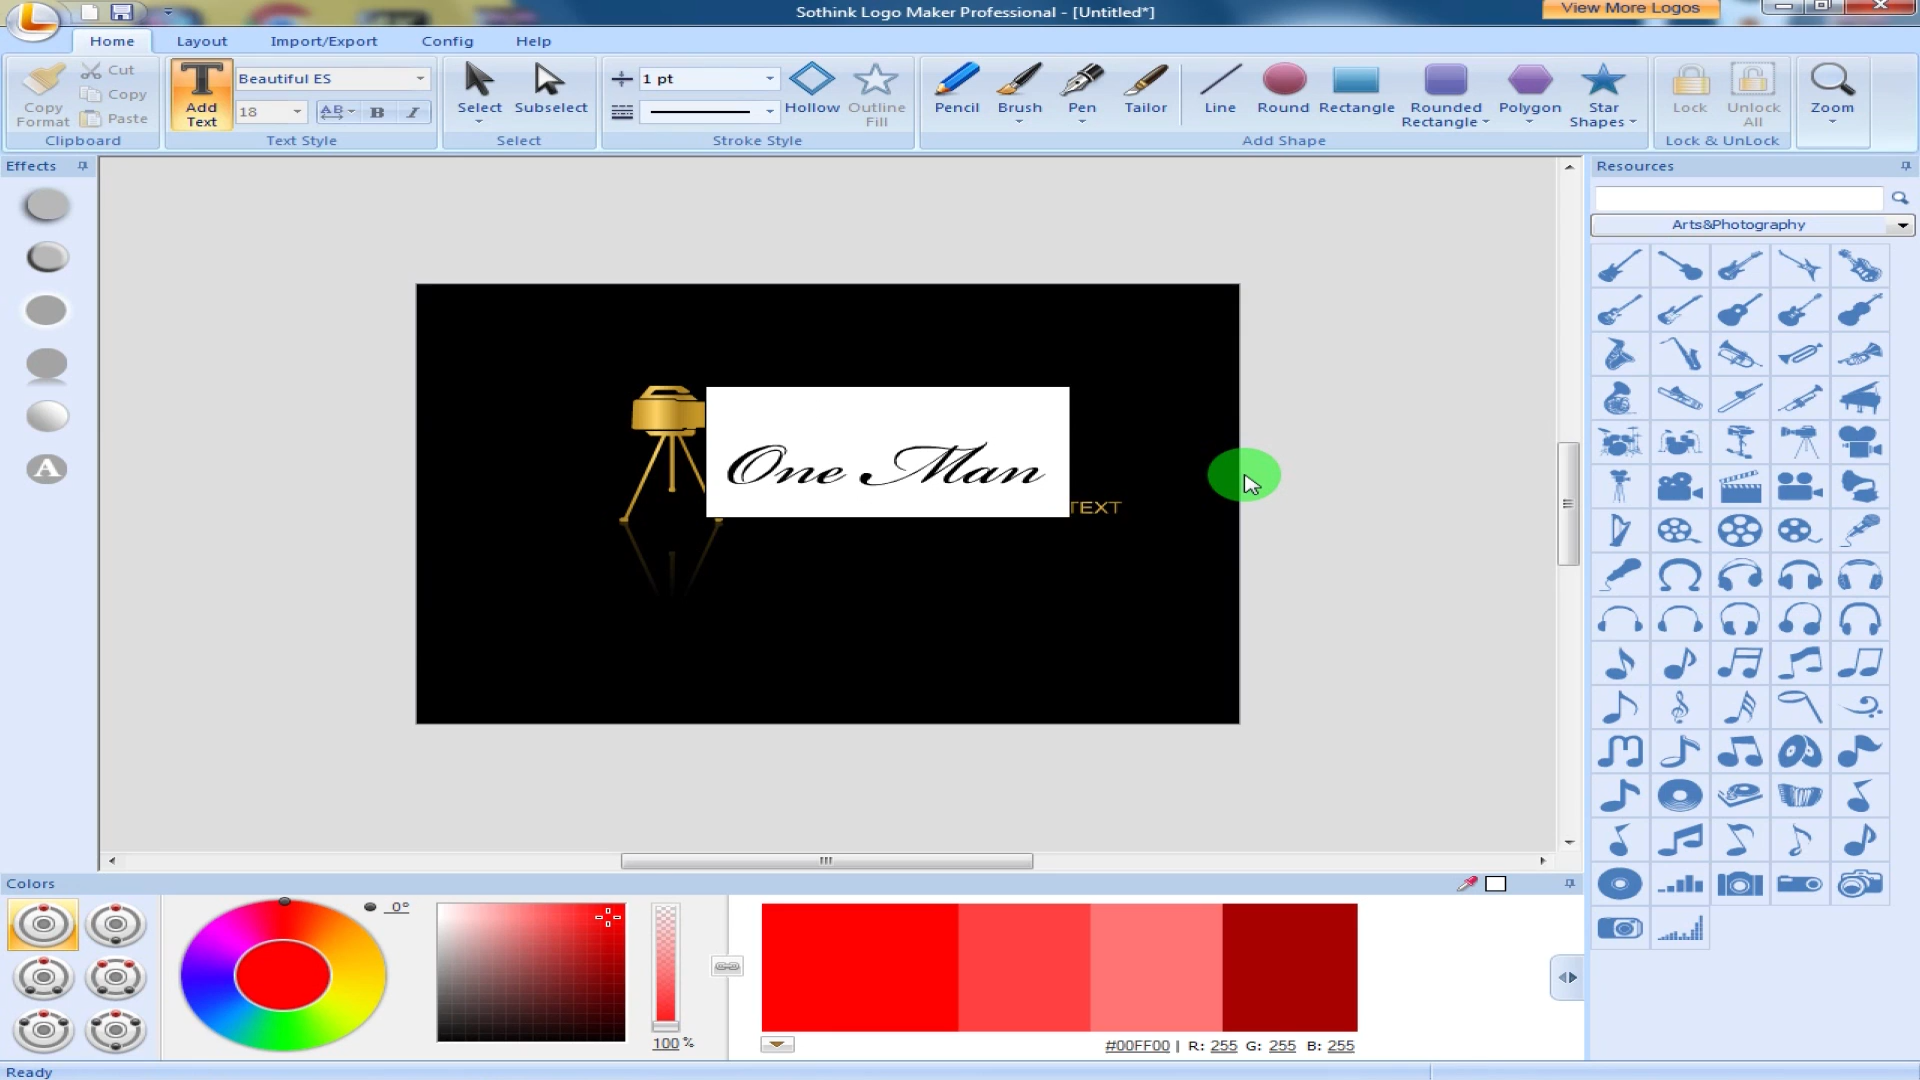 Sothink Logo Maker Professional - [Untitled*]
View More Logos
Home
Layout
Import/Export
Config
Help
Cut
Copy
Paste
Copy Format
Clipboard
Add Text
Beautiful ES
18
AB
B
I
Text Style
Select
Subselect
Select
1 pt
Hollow
Outline Fill
Stroke Style
Pencil
Brush
Pen
Tailor
Line
Round
Rectangle
Rounded Rectangle
Polygon
Star Shapes
Add Shape
Lock
Unlock All
Lock & UnLock
Zoom
Effects
A
Resources
Arts&Photography
One Man
TEXT
Colors
0°
100 %
#00FF00 | R: 255 G: 255 B: 255
Ready